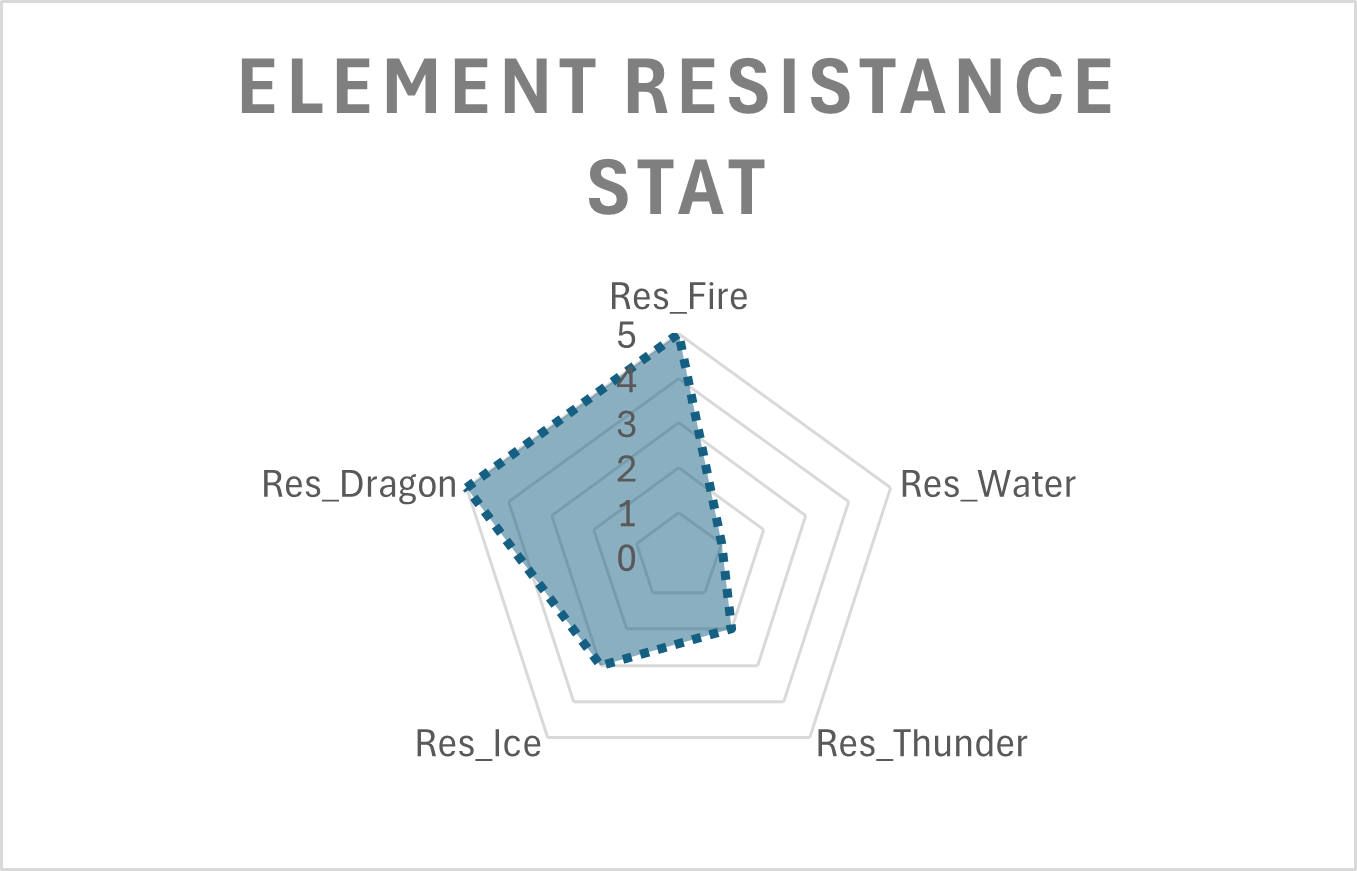 ELEMENT RESISTANCE
STAT
Res_Fire
5
4
3
2
1
0
Res_Dragon
Res_Water
Res_Ice
Res_Thunder